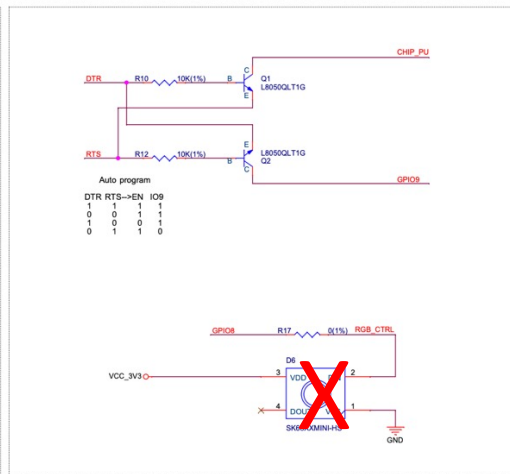 CHIP_PU
C
DTR R10 10K(1%) B Q1
L8050QLT1G
E
E
RTS R12 10K(1%) B L8050QLT1G
Q2
C
Auto program GPIO9
DTR RTS-->EN IO9
1 1 1 1
0 0 1 1
1 0 0 1
0 1 1 0
GPIO8 R17 0(1%) RGB_CTRL
D6
VCC_3V3 3 VDD 2
4 1
GND